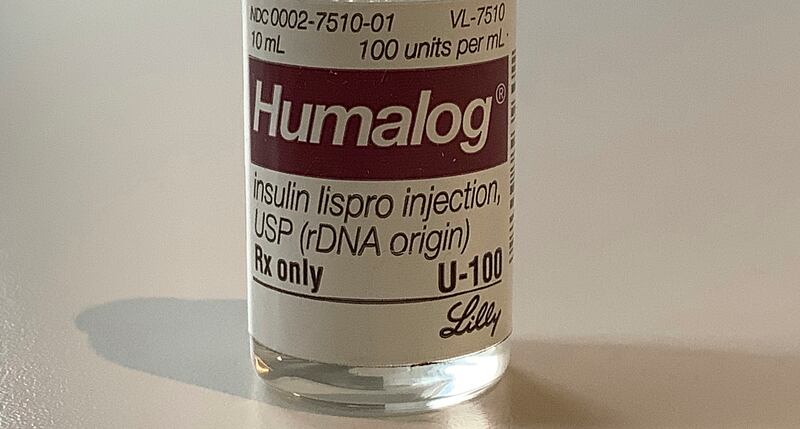 NDC 0002-7510-01 VL-7510
10 mL 100 units per mL
Humalog®
insulin lispro injection,
USP (rDNA origin)
Rx only U-100
Lilly